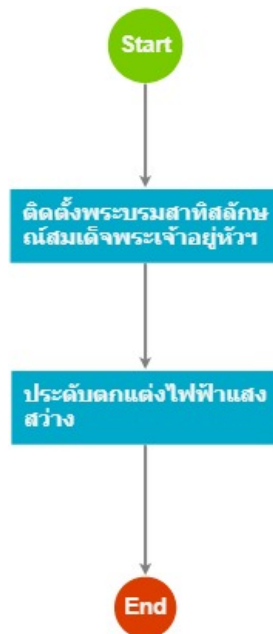 Start
ติดตั้งพระบรมสาทิสลักษ
ณ์สมเด็จพระเจ้าอยู่หัวฯ
ประดับตกแต่งไฟฟ้าแสง
สว่าง
End